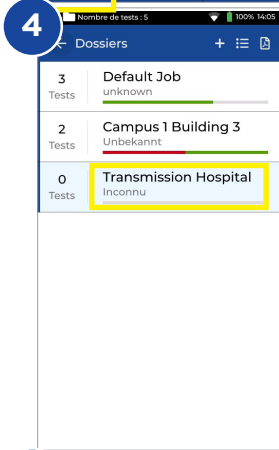 4
Nombre de tests : 5
100% 14:05
← Dossiers
3
Tests
Default Job
unknown
2
Tests
Campus 1 Building 3
Unbekannt
0
Tests
Transmission Hospital
Inconnu